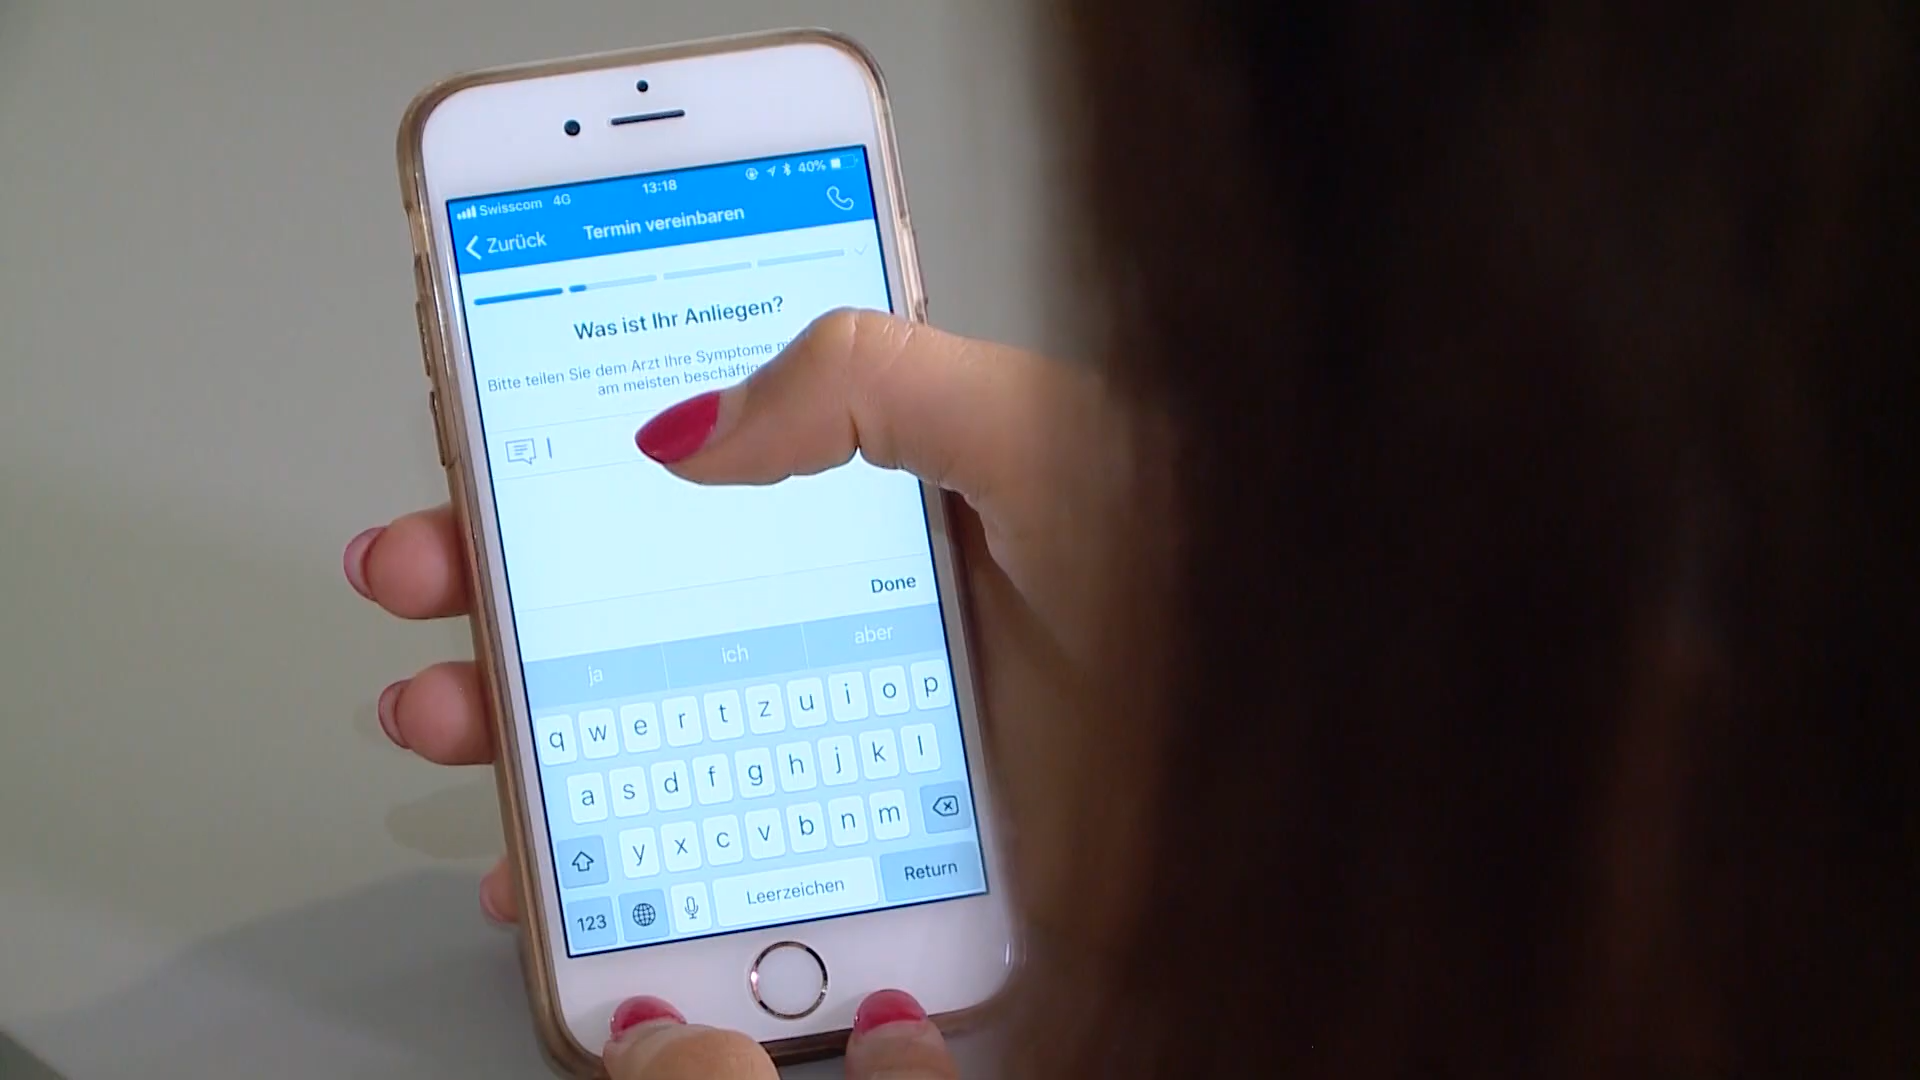 Swisscom 4G 13:18 40%
Zurück Termin vereinbaren
Was ist Ihr Anliegen?
Bitte teilen Sie dem Arzt Ihre Symptome
am meisten
Done
ja ich aber
q w e r t z u i o p
a s d f g h j k l
y x c v b n m
123 Leerzeichen Return